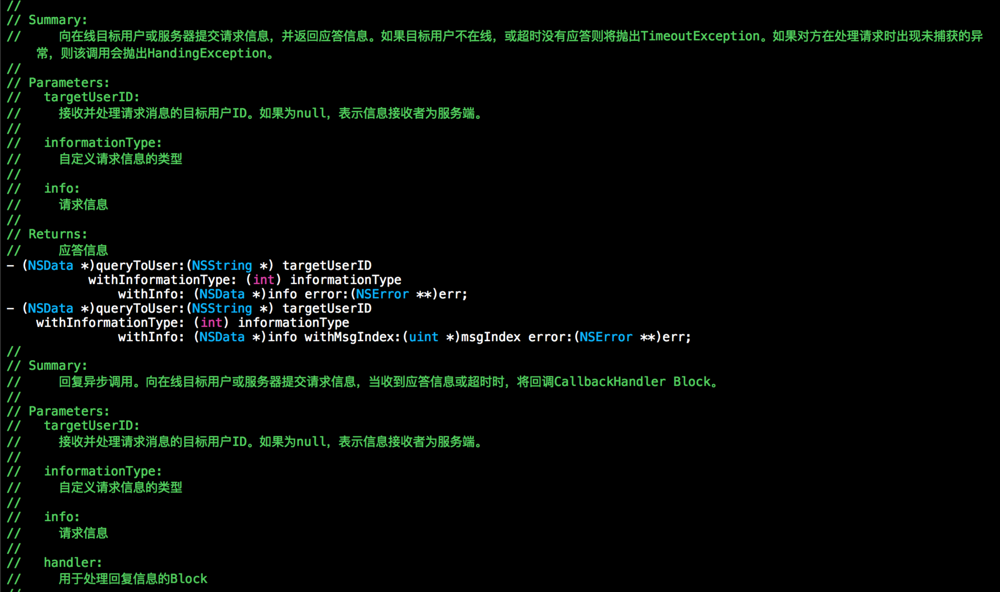 //
// Summary:
//     向在线目标用户或服务器提交请求信息，并返回应答信息。如果目标用户不在线，或超时没有应答则将抛出TimeoutException。如果对方在处理请求时出现未捕获的异
    常，则该调用会抛出HandingException。
//
// Parameters:
//   targetUserID:
//     接收并处理请求消息的目标用户ID。如果为null，表示信息接收者为服务端。
//
//   informationType:
//     自定义请求信息的类型
//
//   info:
//     请求信息
//
// Returns:
//     应答信息
- (NSData *)queryToUser:(NSString *) targetUserID
           withInformationType: (int) informationType
               withInfo: (NSData *)info error:(NSError **)err;
- (NSData *)queryToUser:(NSString *) targetUserID
    withInformationType: (int) informationType
               withInfo: (NSData *)info withMsgIndex:(uint *)msgIndex error:(NSError **)err;
//
// Summary:
//     回复异步调用。向在线目标用户或服务器提交请求信息，当收到应答信息或超时时，将回调CallbackHandler Block。
//
// Parameters:
//   targetUserID:
//     接收并处理请求消息的目标用户ID。如果为null，表示信息接收者为服务端。
//
//   informationType:
//     自定义请求信息的类型
//
//   info:
//     请求信息
//
//   handler:
//     用于处理回复信息的Block
//